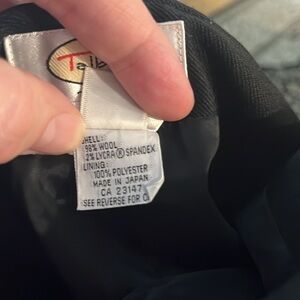 Talb
SHELL:
98% WOOL
2% LYCRA® SPANDEX
LINING:
100% POLYESTER
MADE IN JAPAN
CA 23147
SEE REVERSE FOR C